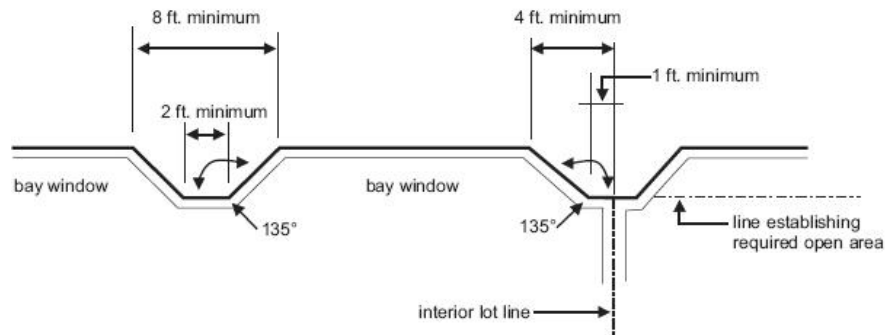 8 ft. minimum
4 ft. minimum
1 ft. minimum
2 ft. minimum
bay window
bay window
135°
135°
line establishing
required open area
interior lot line